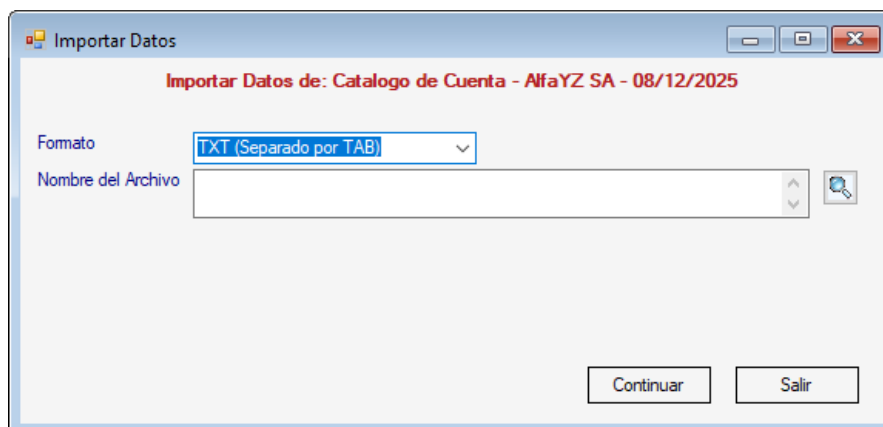 Importar Datos
Importar Datos de: Catalogo de Cuenta - AlfaYZ SA - 08/12/2025
Formato
TXT (Separado por TAB)
Nombre del Archivo
Continuar
Salir